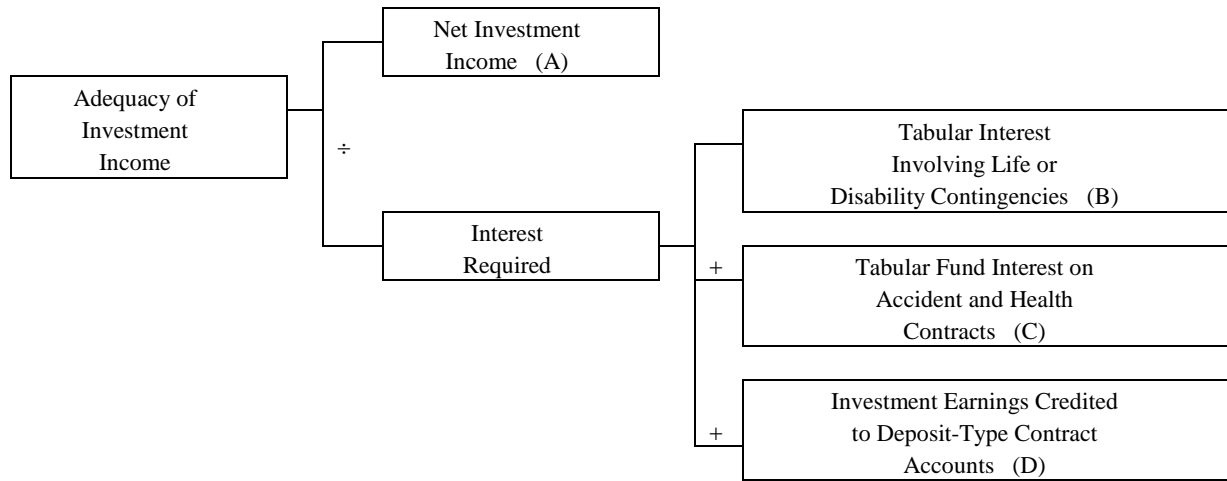 Net Investment
Income (A)
Adequacy of
Investment
Income
÷
Tabular Interest
Involving Life or
Disability Contingencies (B)
Interest
Required
+
Tabular Fund Interest on
Accident and Health
Contracts (C)
+
Investment Earnings Credited
to Deposit-Type Contract
Accounts (D)